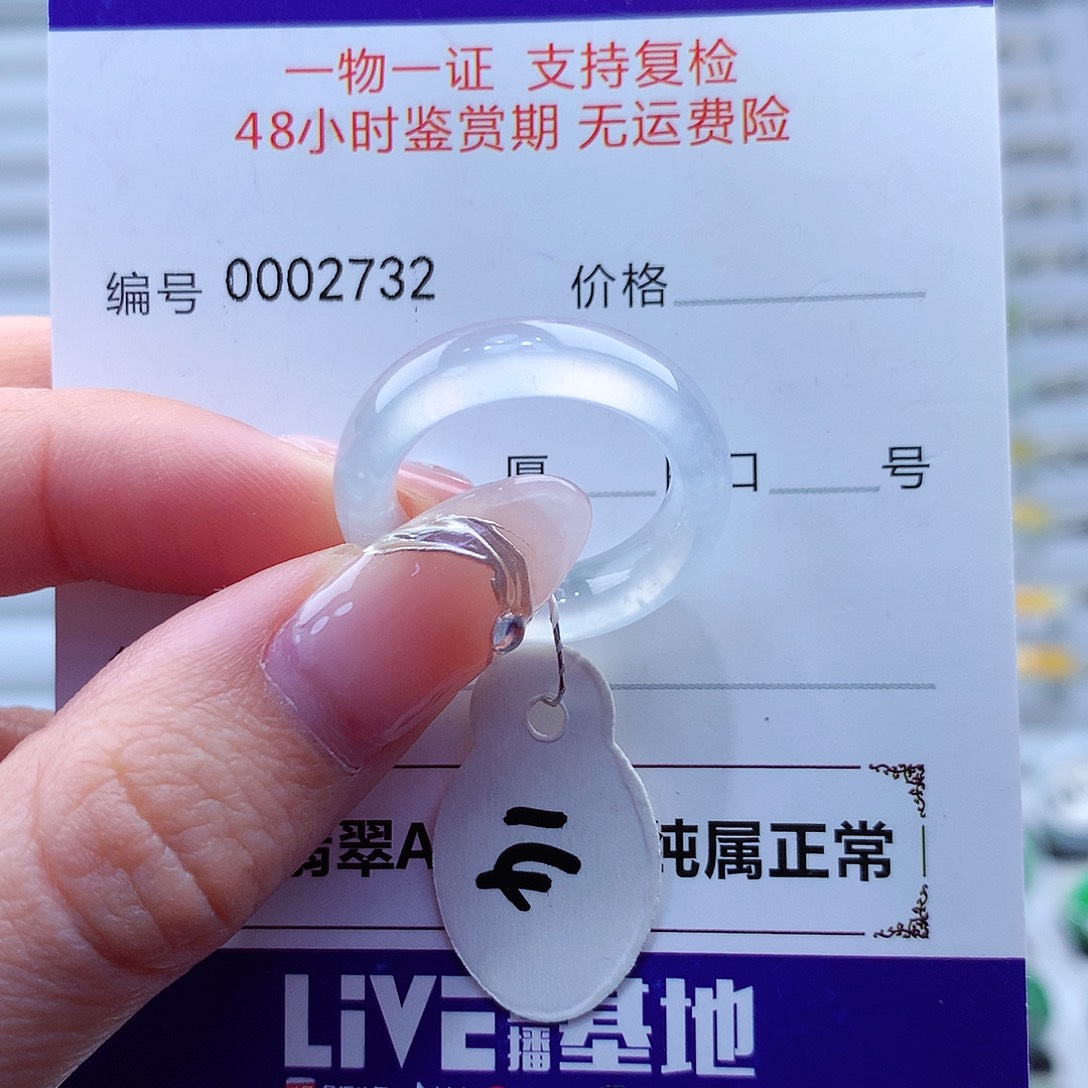 一物一证 支持复检
48小时鉴赏期 无运费险
编号 0002732 价格
厚 口 号
翡翠A 纯属正常
LiVE直播基地